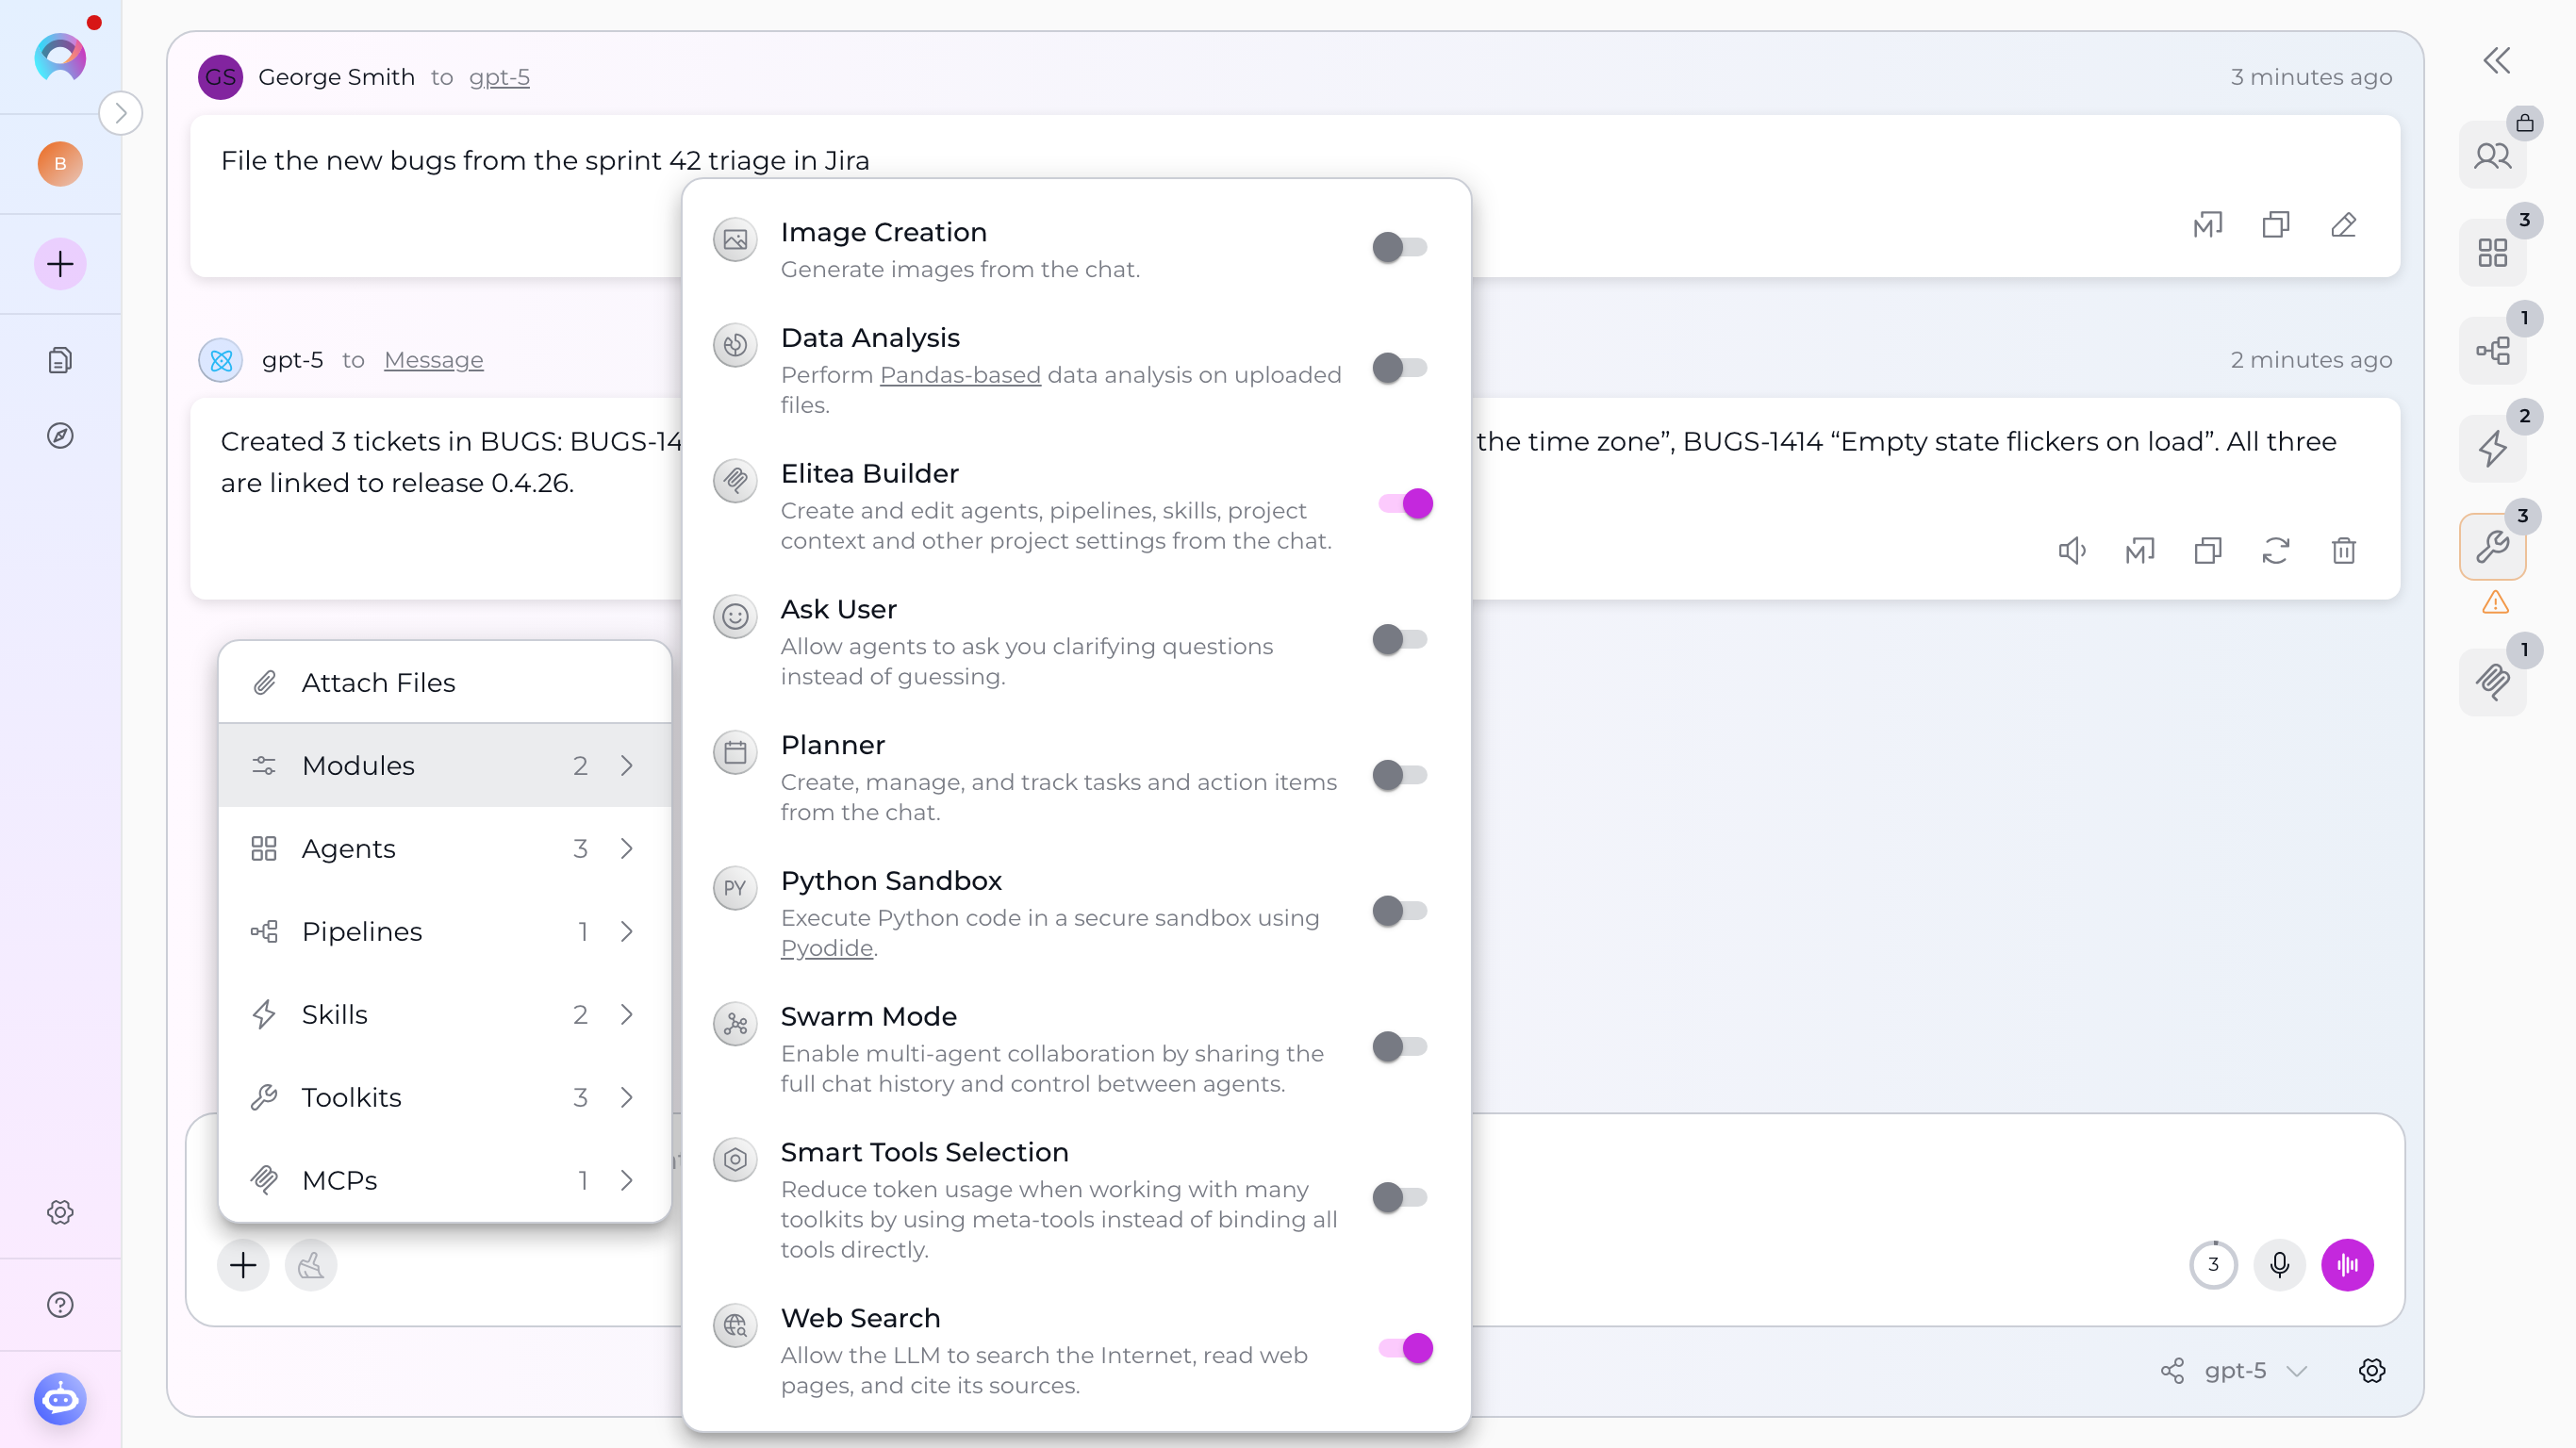 B
GS George Smith to gpt-5 3 minutes ago
File the new bugs from the sprint 42 triage in Jira
gpt-5 to Message 2 minutes ago
Created 3 tickets in BUGS: the time zone”, BUGS-1414 “Empty state flickers on load”. All three
are linked to release 0.4.26.
Attach Files
Modules 2
Agents 3
Pipelines 1
Skills 2
Toolkits 3
MCPs 1
Image Creation
Generate images from the chat.
Data Analysis
Perform Pandas-based data analysis on uploaded
files.
Elitea Builder
Create and edit agents, pipelines, skills, project
context and other project settings from the chat.
Ask User
Allow agents to ask you clarifying questions
instead of guessing.
Planner
Create, manage, and track tasks and action items
from the chat.
PY
Python Sandbox
Execute Python code in a secure sandbox using
Pyodide.
Swarm Mode
Enable multi-agent collaboration by sharing the
full chat history and control between agents.
Smart Tools Selection
Reduce token usage when working with many
toolkits by using meta-tools instead of binding all
tools directly.
Web Search
Allow the LLM to search the Internet, read web
pages, and cite its sources.
3
gpt-5
3
1
2
3
1